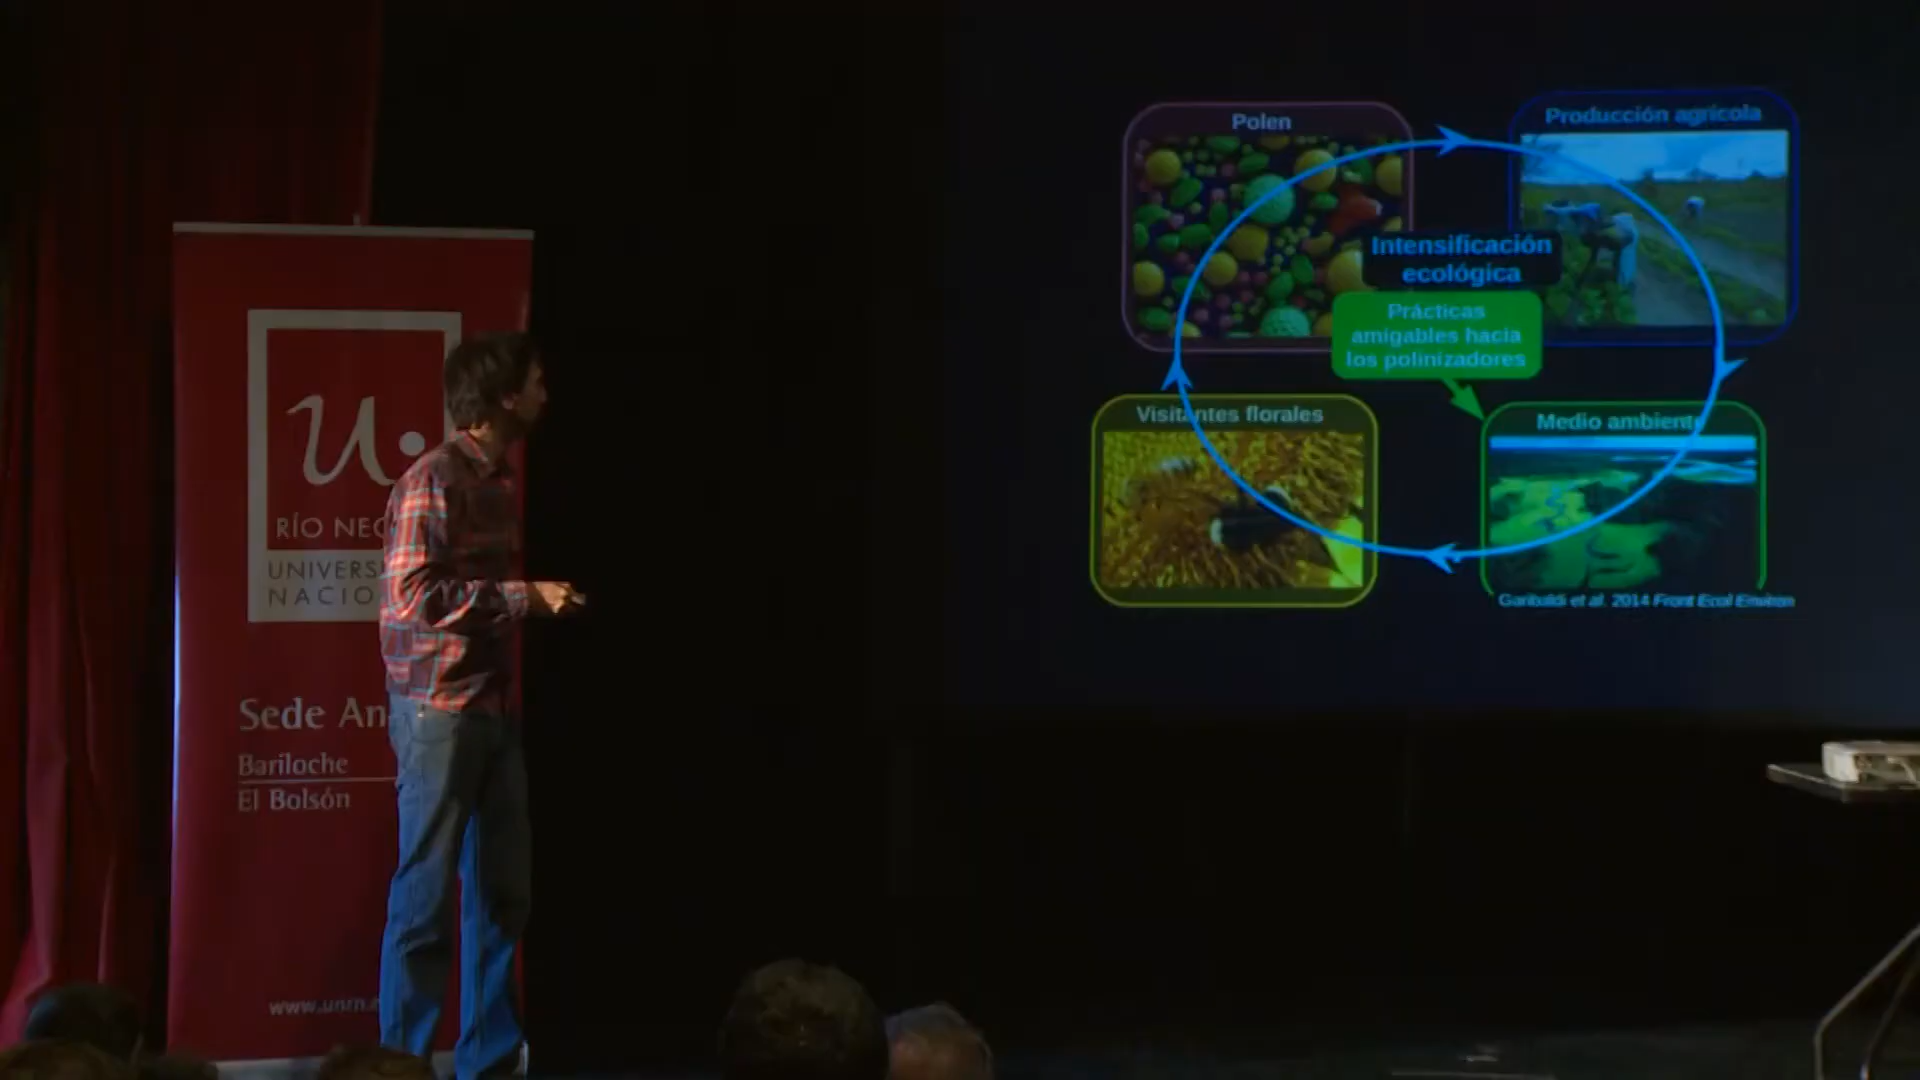 u.
RÍO NEG
UNIVERS
NACIO
Sede An
Bariloche
El Bolsón
www.unrn.
Polen
Producción agrícola
Intensificación
ecológica
Prácticas
amigables hacia
los polinizadores
Visitantes florales
Medio ambiente
Garibaldi et al. 2014 Front Ecol Environ